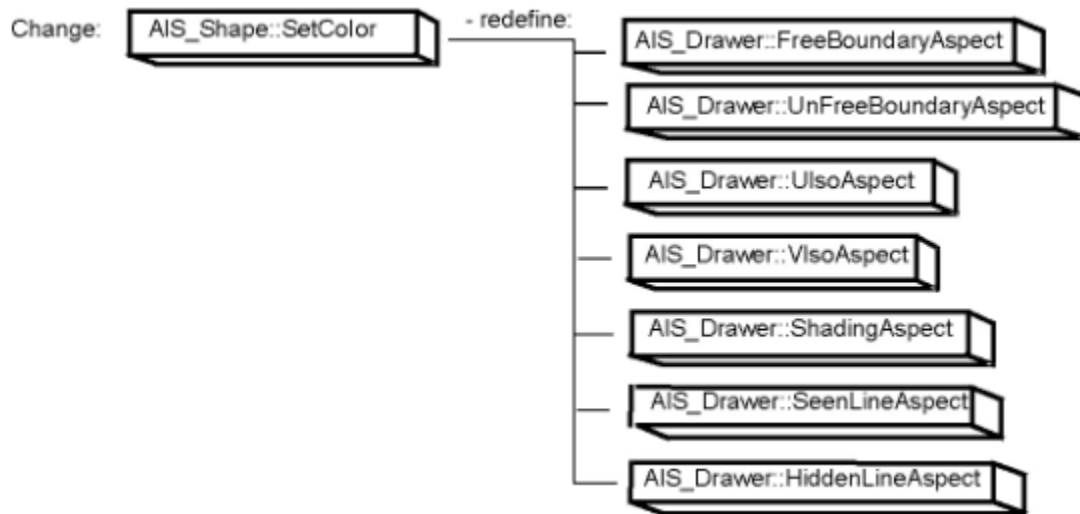 Change:
AIS_Shape::SetColor
- redefine:
AIS_Drawer::FreeBoundaryAspect
AIS_Drawer::UnFreeBoundaryAspect
AIS_Drawer::UIsoAspect
AIS_Drawer::VIsoAspect
AIS_Drawer::ShadingAspect
AIS_Drawer::SeenLineAspect
AIS_Drawer::HiddenLineAspect